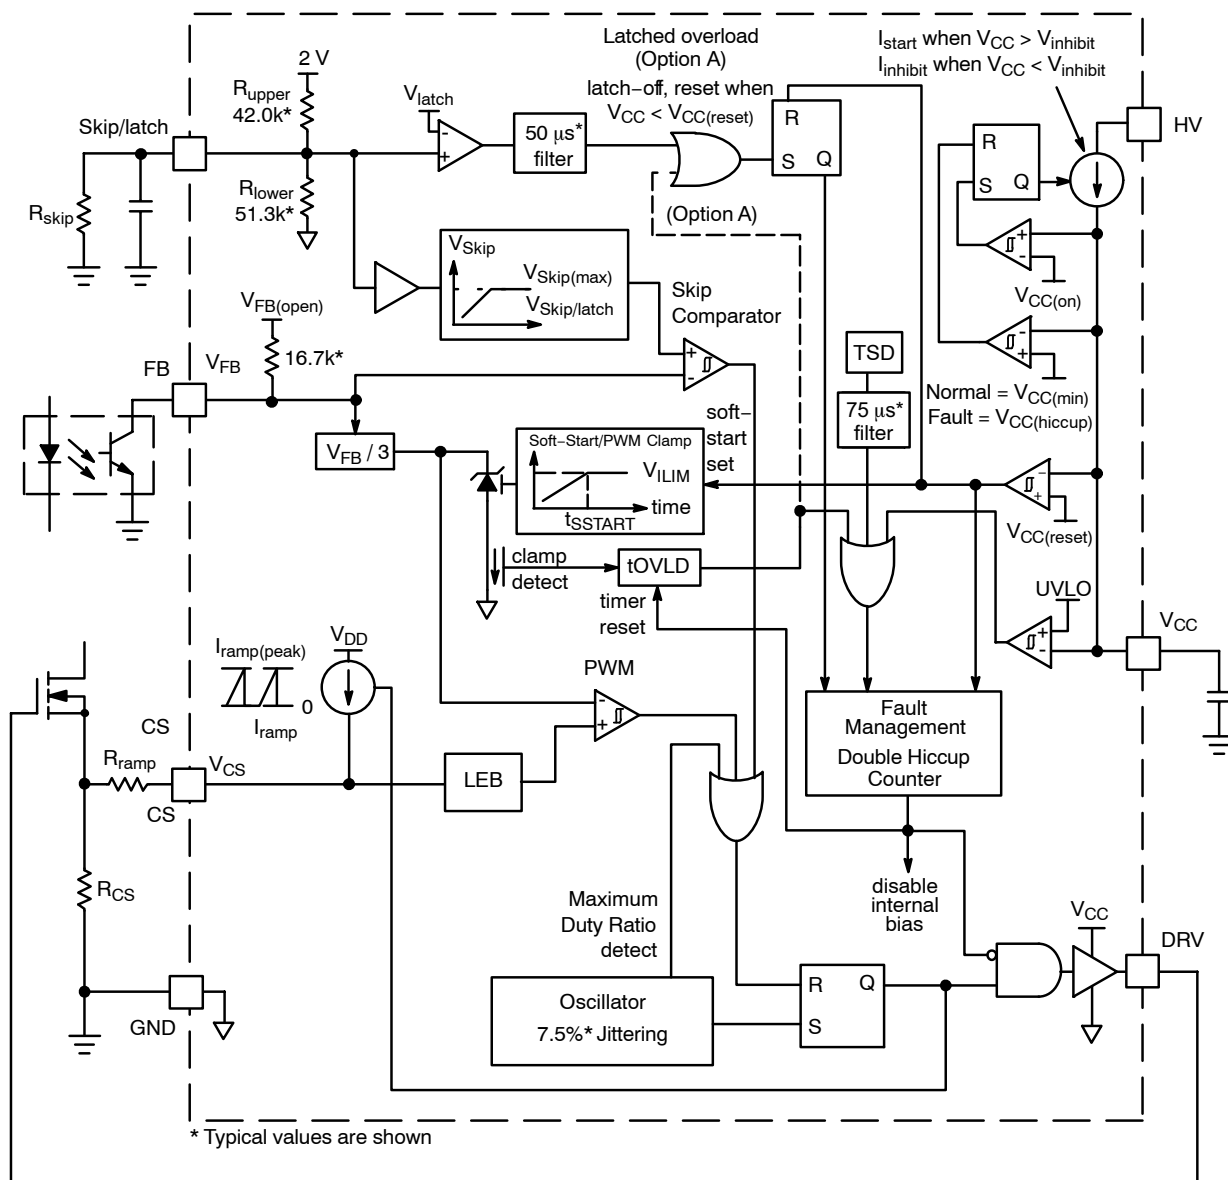 Latched overload
(Option A)
latch-off, reset when
VCC < VCC(reset)
Istart when VCC > Vinhibit
Iinhibit when VCC < Vinhibit
2 V
Rupper
42.0k*
Vlatch
Skip/latch
-
+
50 μs*
filter
R
S
Q
HV
R
S
Q
Rskip
Rlower
51.3k*
(Option A)
+
-
VCC(on)
VSkip
VSkip(max)
VSkip/latch
Skip
Comparator
VFB(open)
16.7k*
FB
VFB
+
-
TSD
-
+
Normal = VCC(min)
Fault = VCC(hiccup)
75 μs*
filter
soft-
start
set
VFB / 3
Soft-Start/PWM Clamp
VILIM
time
tSSTART
-
+
VCC(reset)
clamp
detect
tOVLD
timer
reset
UVLO
+
-
VCC
VDD
Iramp(peak)
0
Iramp
PWM
-
+
Fault
Management
Double Hiccup
Counter
CS
Rramp
VCS
CS
LEB
RCS
disable
internal
bias
Maximum
Duty Ratio
detect
VCC
DRV
GND
Oscillator
7.5%* Jittering
R
S
Q
* Typical values are shown